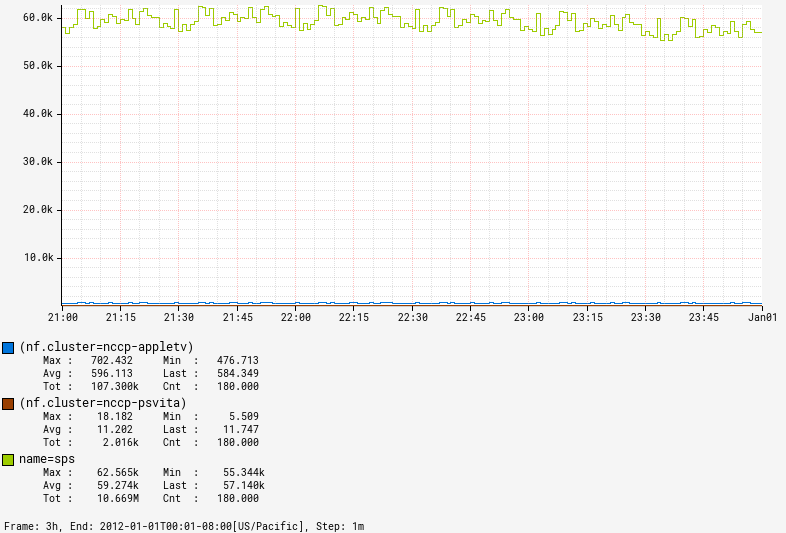 60.0k
50.0k
40.0k
30.0k
20.0k
10.0k
21:00 21:15 21:30 21:45 22:00 22:15 22:30 22:45 23:00 23:15 23:30 23:45 Jan01
(nf.cluster=nccp-appletv)
Max : 702.432 Min : 476.713
Avg : 596.113 Last : 584.349
Tot : 107.300k Cnt : 180.000
(nf.cluster=nccp-psvita)
Max : 18.182 Min : 5.509
Avg : 11.202 Last : 11.747
Tot : 2.016k Cnt : 180.000
name=sps
Max : 62.565k Min : 55.344k
Avg : 59.274k Last : 57.140k
Tot : 10.669M Cnt : 180.000
Frame: 3h, End: 2012-01-01T00:01-08:00[US/Pacific], Step: 1m